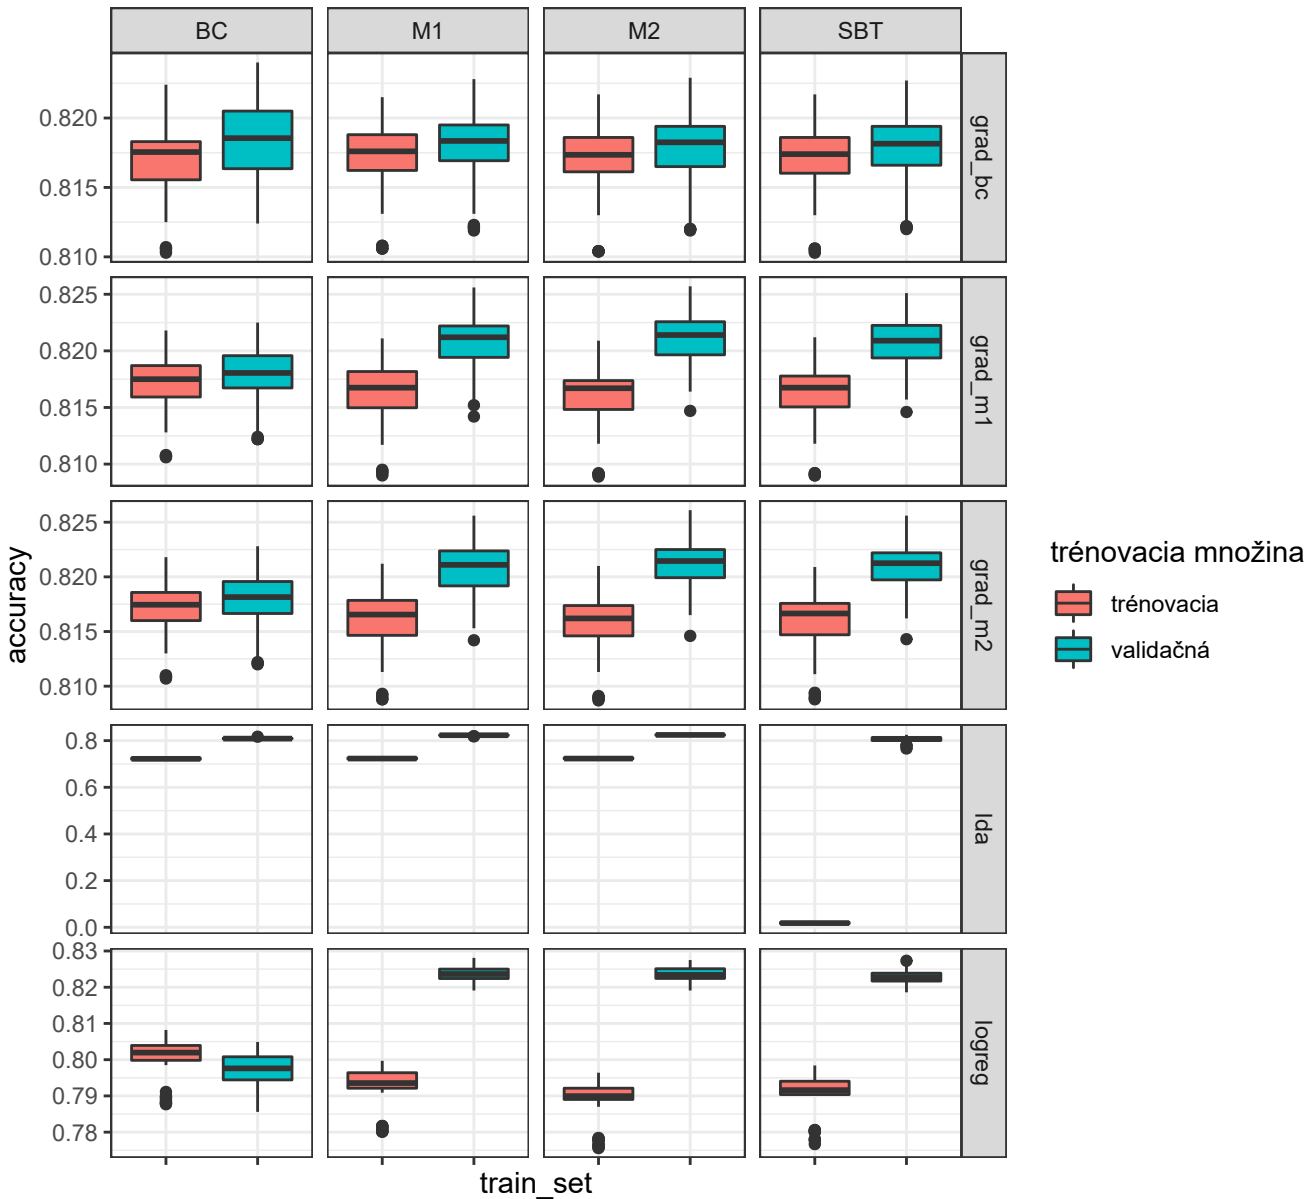 BC M1 M2 SBT
0.820
0.815
0.810
grad_bc
0.825
0.820
0.815
0.810
grad_m1
0.825
0.820
0.815
0.810
grad_m2
0.8
0.6
0.4
0.2
0.0
lda
0.83
0.82
0.81
0.80
0.79
0.78
logreg
accuracy
train_set
trénovacia množina
trénovacia
validačná